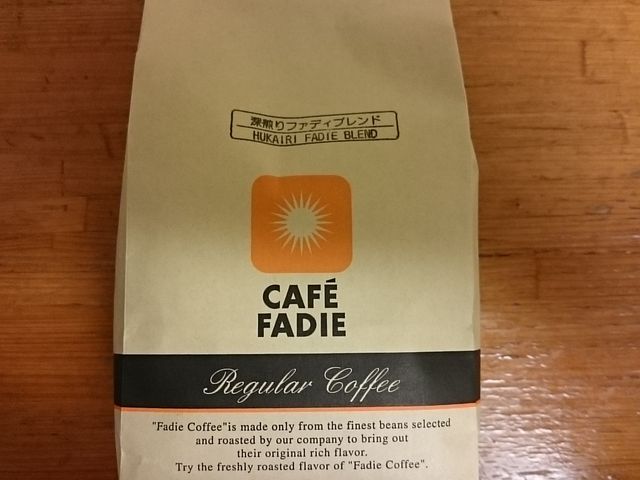 深煎りファディブレンド
HUKAIRI FADIE BLEND
CAFÉ
FADIE
Regular Coffee
"Fadie Coffee"is made only from the finest beans selected
and roasted by our company to bring out
their original rich flavor.
Try the freshly roasted flavor of "Fadie Coffee".